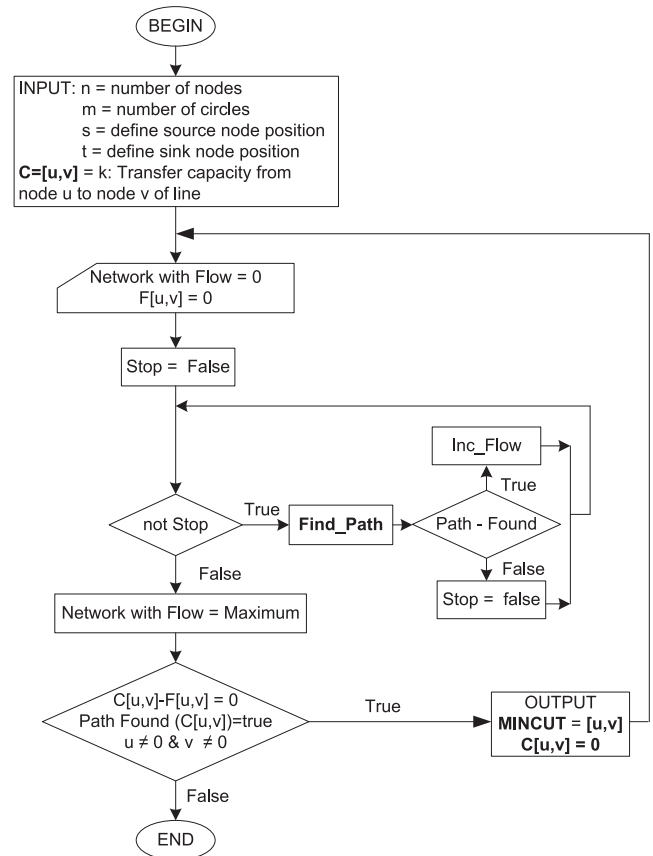 BEGIN
INPUT: n = number of nodes
m = number of circles
s = define source node position
t = define sink node position
C=[u,v] = k: Transfer capacity from
node u to node v of line
Network with Flow = 0
F[u,v] = 0
Stop = False
Inc_Flow
True
not Stop
True
Find_Path
Path - Found
False
False
Stop = false
Network with Flow = Maximum
C[u,v]-F[u,v] = 0
Path Found (C[u,v])=true
u ≠ 0 & v ≠ 0
True
OUTPUT
MINCUT = [u,v]
C[u,v] = 0
False
END